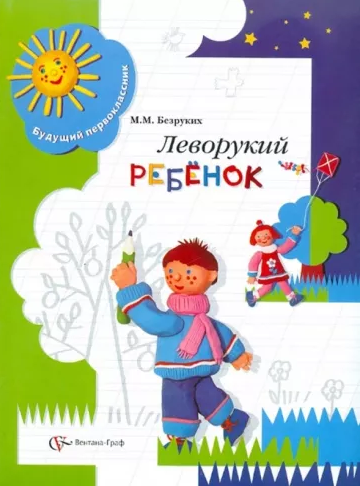 Будущий первоклассник
М.М. Безруких
Леворукий
РЕБЁНОК
Вентана-Граф